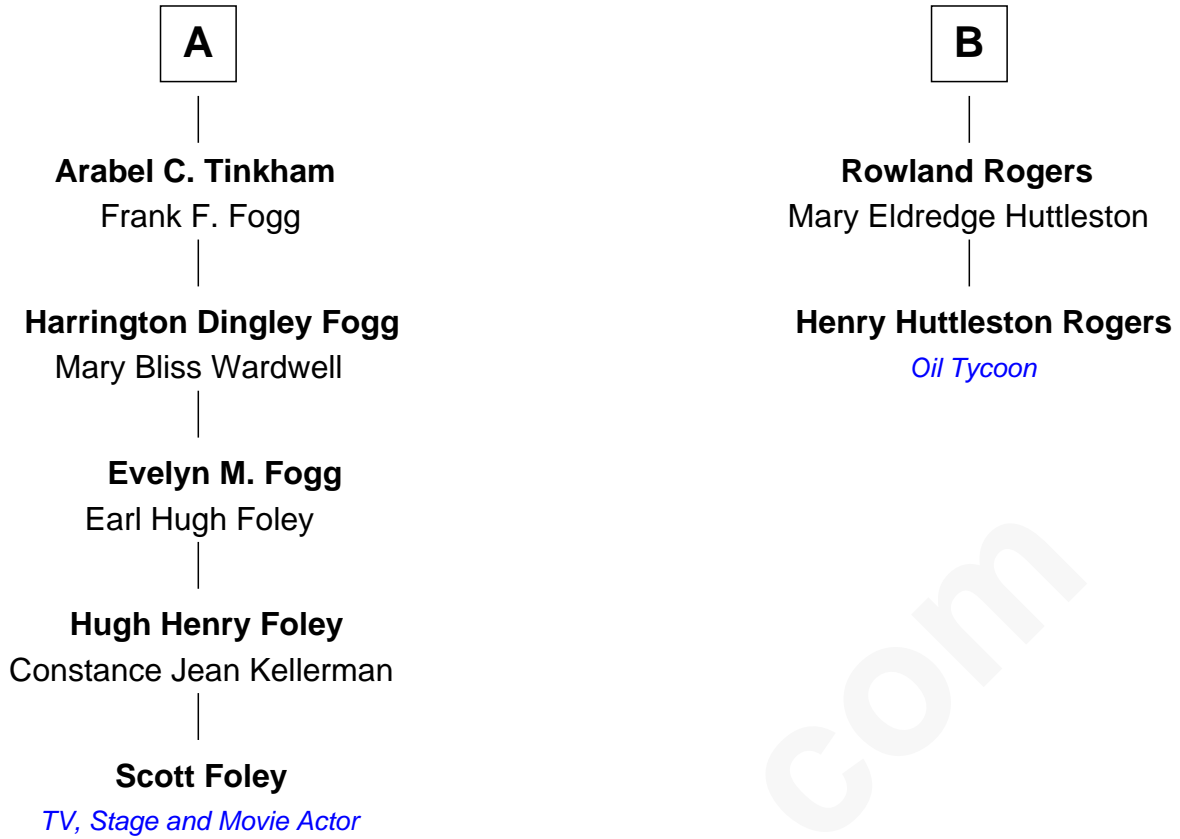 A
Arabel C. Tinkham
Frank F. Fogg
Harrington Dingley Fogg
Mary Bliss Wardwell
Evelyn M. Fogg
Earl Hugh Foley
Hugh Henry Foley
Constance Jean Kellerman
Scott Foley
TV, Stage and Movie Actor
B
Rowland Rogers
Mary Eldredge Huttleston
Henry Huttleston Rogers
Oil Tycoon
com